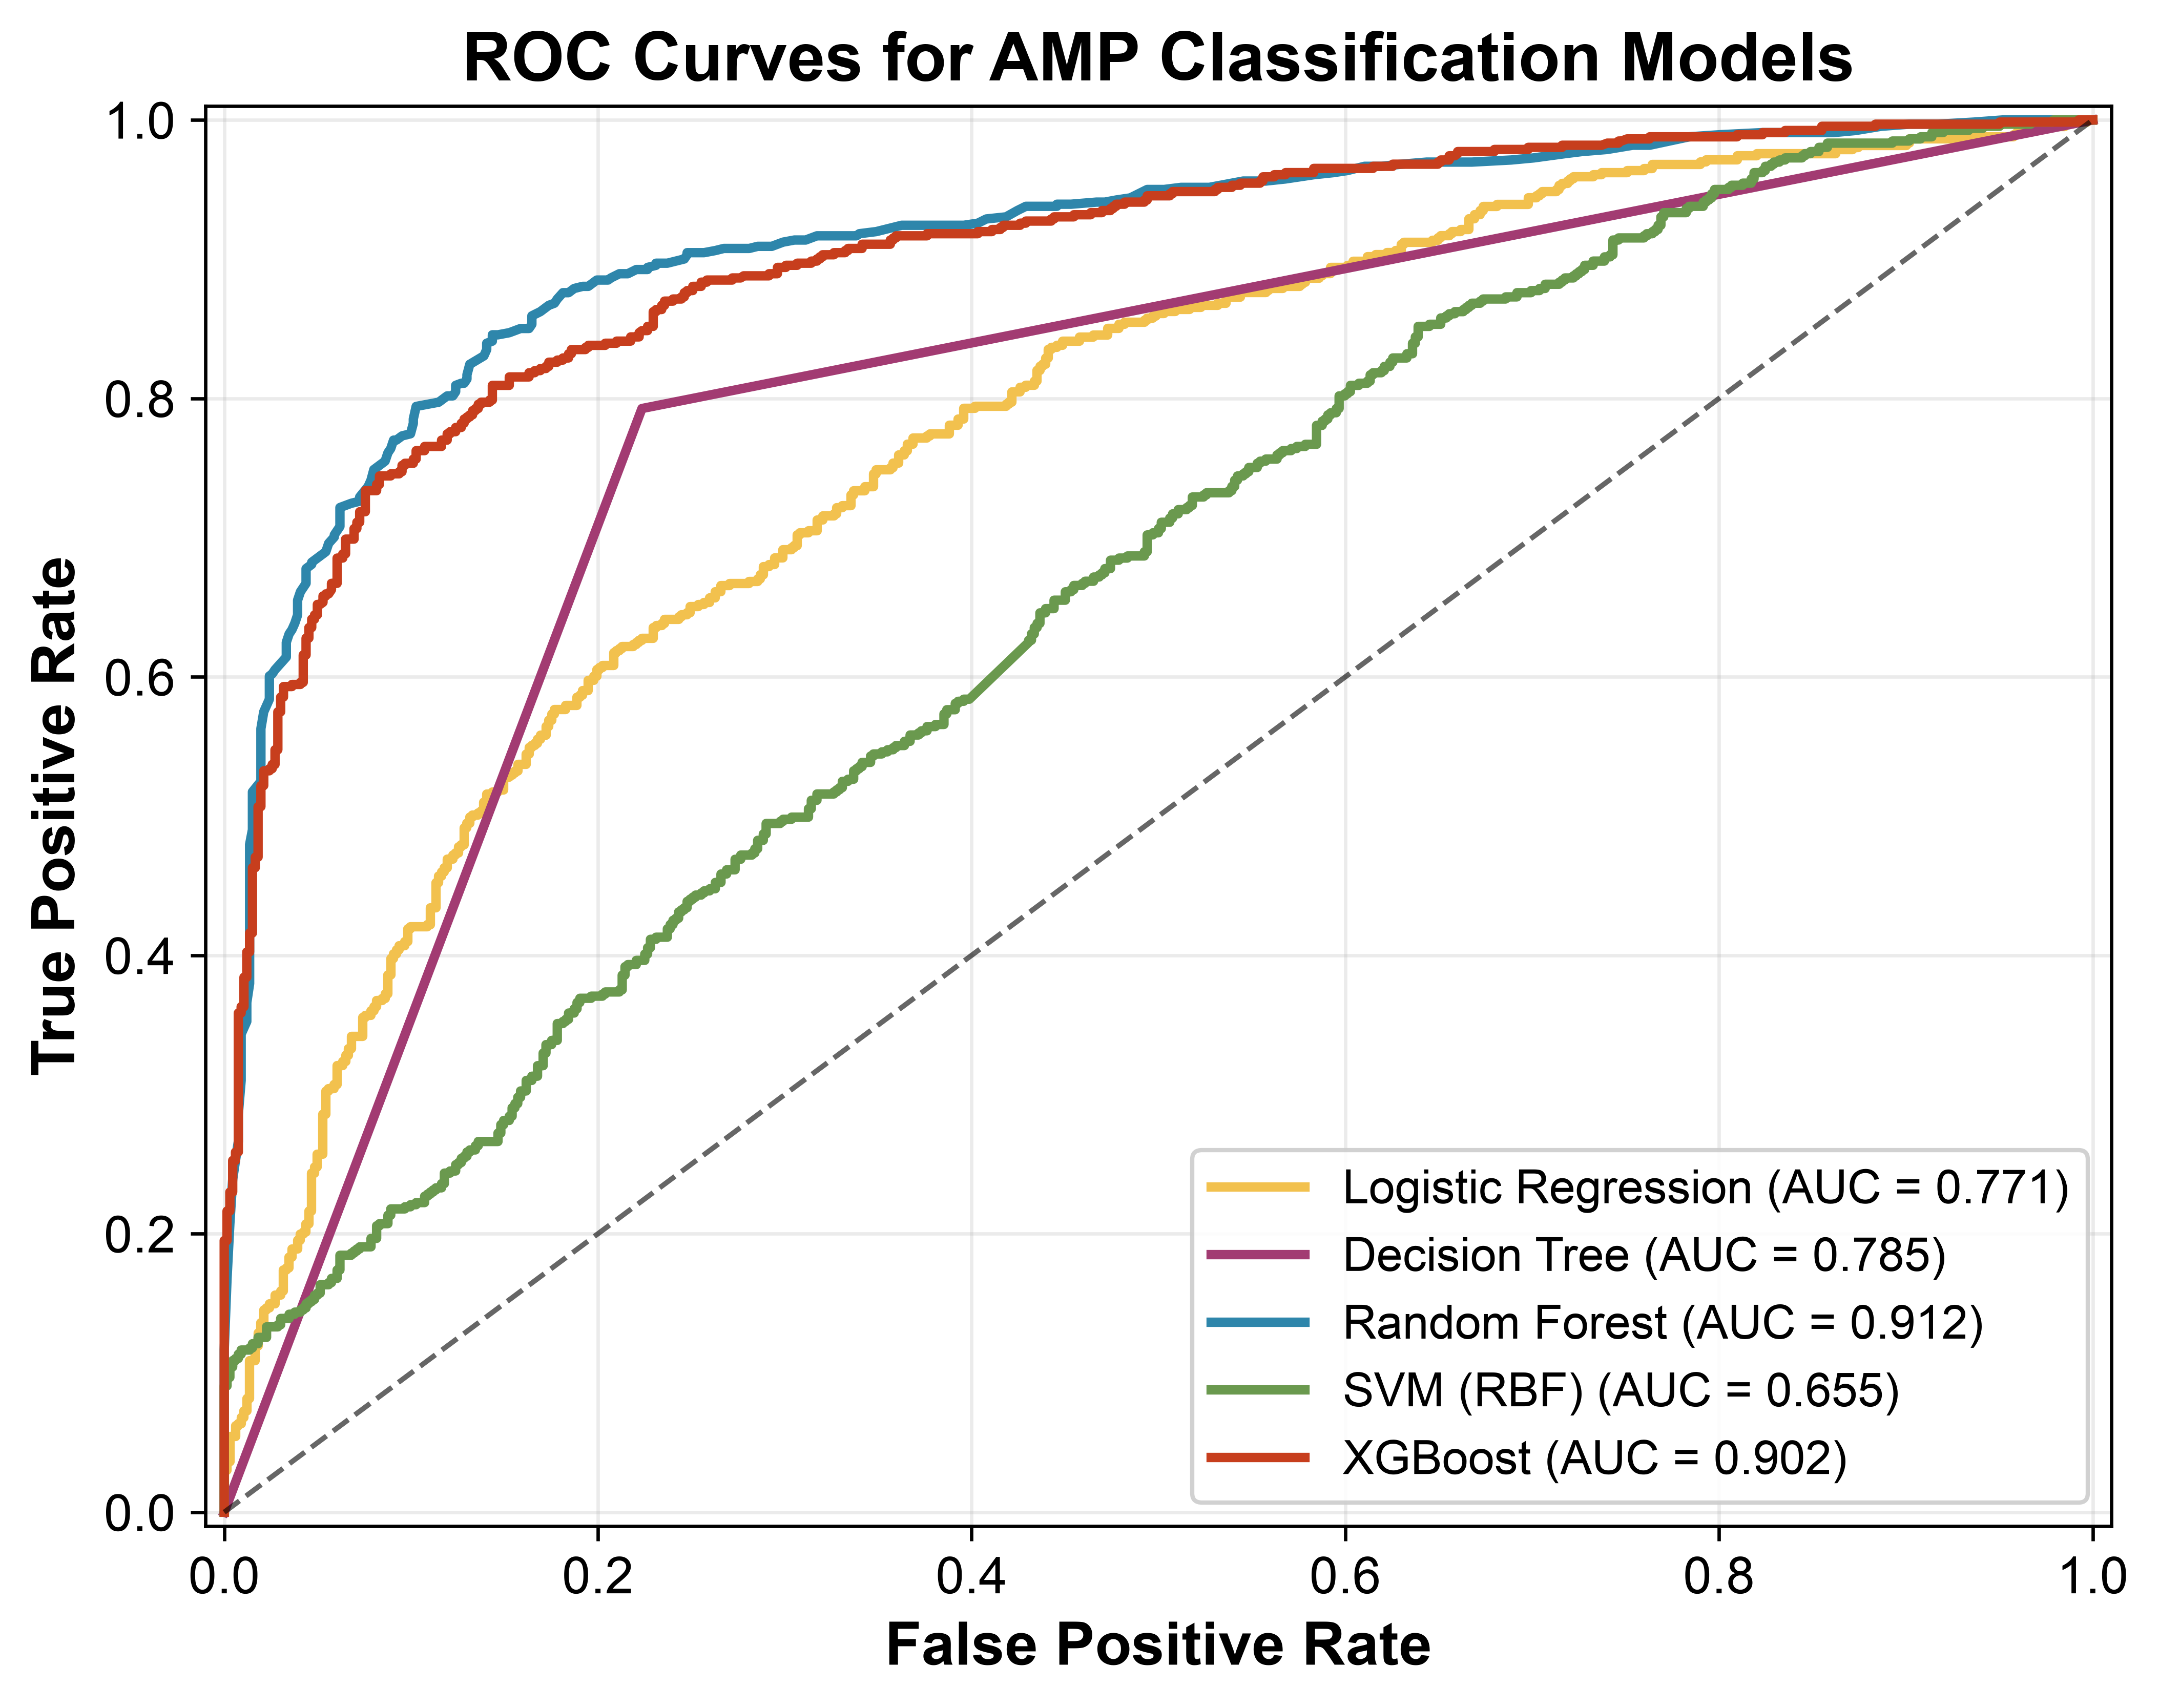 ROC Curves for AMP Classification Models
True Positive Rate
1.0
0.8
0.6
0.4
0.2
0.0
Logistic Regression (AUC = 0.771)
Decision Tree (AUC = 0.785)
Random Forest (AUC = 0.912)
SVM (RBF) (AUC = 0.655)
XGBoost (AUC = 0.902)
0.0 0.2 0.4 0.6 0.8 1.0
False Positive Rate